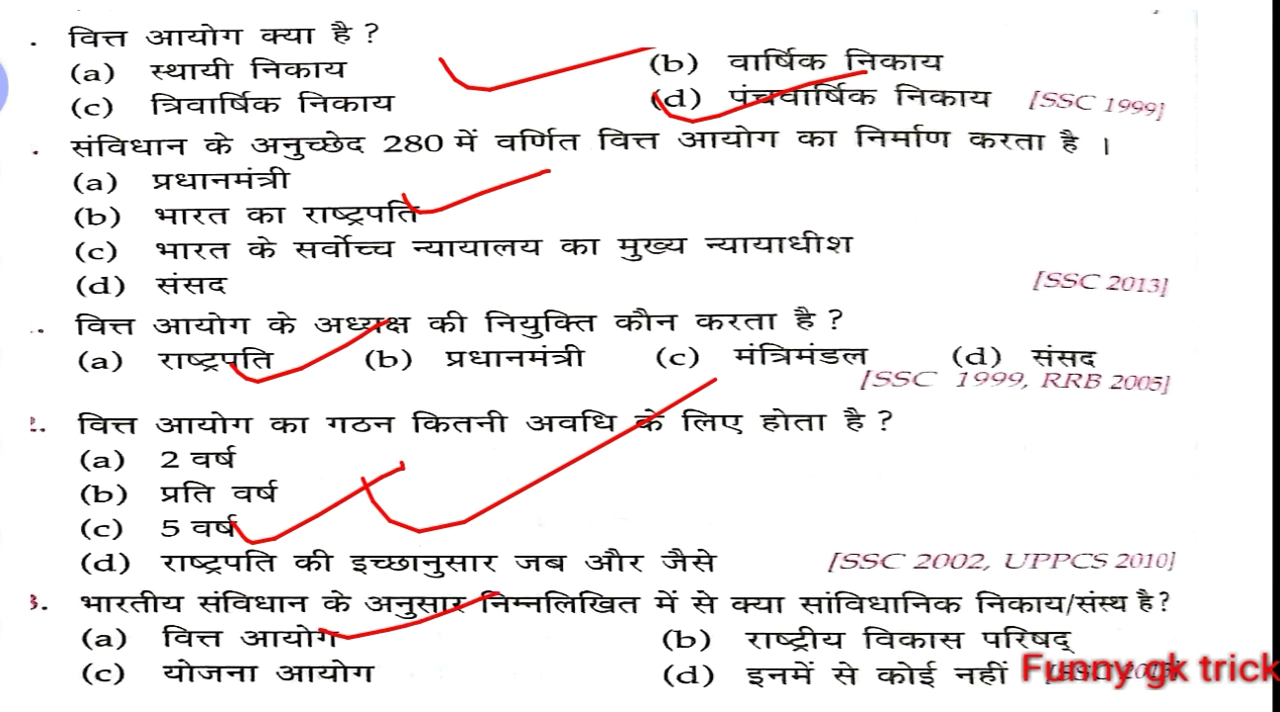 . वित्त आयोग क्या है ?
(a) स्थायी निकाय (b) वार्षिक निकाय
(c) त्रिवार्षिक निकाय (d) पंचवार्षिक निकाय [SSC 1999]
. संविधान के अनुच्छेद 280 में वर्णित वित्त आयोग का निर्माण करता है ।
(a) प्रधानमंत्री
(b) भारत का राष्ट्रपति
(c) भारत के सर्वोच्च न्यायालय का मुख्य न्यायाधीश
(d) संसद [SSC 2013]
. वित्त आयोग के अध्यक्ष की नियुक्ति कौन करता है ?
(a) राष्ट्रपति (b) प्रधानमंत्री (c) मंत्रिमंडल (d) संसद
[SSC 1999, RRB 2005]
. वित्त आयोग का गठन कितनी अवधि के लिए होता है ?
(a) 2 वर्ष
(b) प्रति वर्ष
(c) 5 वर्ष
(d) राष्ट्रपति की इच्छानुसार जब और जैसे [SSC 2002, UPPCS 2010]
3. भारतीय संविधान के अनुसार निम्नलिखित में से क्या सांविधानिक निकाय/संस्थ है?
(a) वित्त आयोग (b) राष्ट्रीय विकास परिषद्
(c) योजना आयोग (d) इनमें से कोई नहीं Funny gk trick